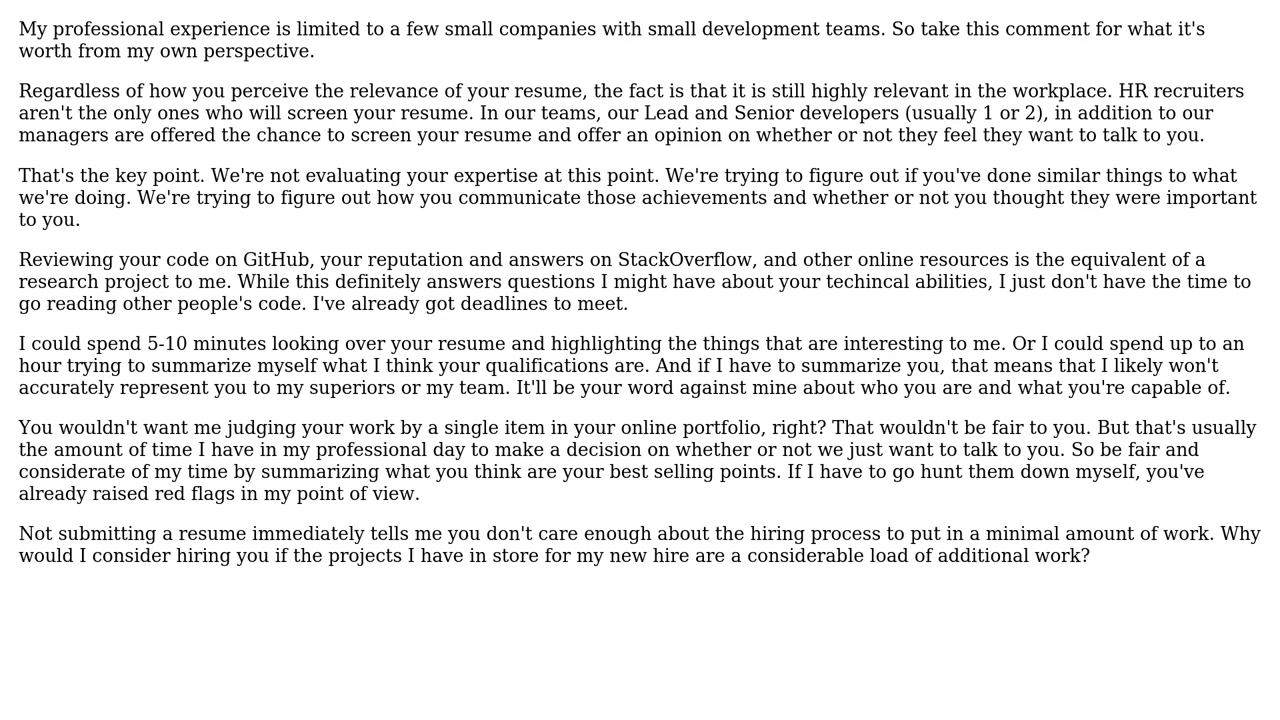 My professional experience is limited to a few small companies with small development teams. So take this comment for what it's
worth from my own perspective.
Regardless of how you perceive the relevance of your resume, the fact is that it is still highly relevant in the workplace. HR recruiters
aren't the only ones who will screen your resume. In our teams, our Lead and Senior developers (usually 1 or 2), in addition to our
managers are offered the chance to screen your resume and offer an opinion on whether or not they feel they want to talk to you.
That's the key point. We're not evaluating your expertise at this point. We're trying to figure out if you've done similar things to what
we're doing. We're trying to figure out how you communicate those achievements and whether or not you thought they were important
to you.
Reviewing your code on GitHub, your reputation and answers on StackOverflow, and other online resources is the equivalent of a
research project to me. While this definitely answers questions I might have about your techincal abilities, I just don't have the time to
go reading other people's code. I've already got deadlines to meet.
I could spend 5-10 minutes looking over your resume and highlighting the things that are interesting to me. Or I could spend up to an
hour trying to summarize myself what I think your qualifications are. And if I have to summarize you, that means that I likely won't
accurately represent you to my superiors or my team. It'll be your word against mine about who you are and what you're capable of.
You wouldn't want me judging your work by a single item in your online portfolio, right? That wouldn't be fair to you. But that's usually
the amount of time I have in my professional day to make a decision on whether or not we just want to talk to you. So be fair and
considerate of my time by summarizing what you think are your best selling points. If I have to go hunt them down myself, you've
already raised red flags in my point of view.
Not submitting a resume immediately tells me you don't care enough about the hiring process to put in a minimal amount of work. Why
would I consider hiring you if the projects I have in store for my new hire are a considerable load of additional work?